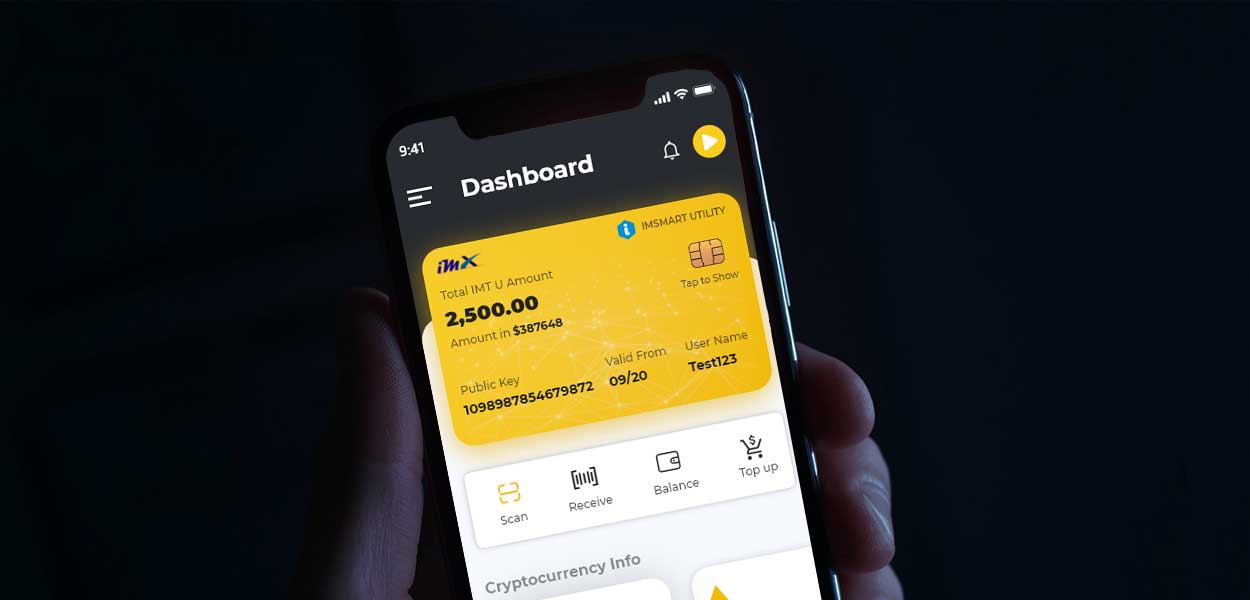 9:41
Dashboard
IMSMART UTILITY
imX
Total IMT U Amount
2,500.00
Amount in $387648
Tap to Show
Public Key
1098987854679872
Valid From
09/20
User Name
Test123
Scan
Receive
Balance
Top up
Cryptocurrency Info